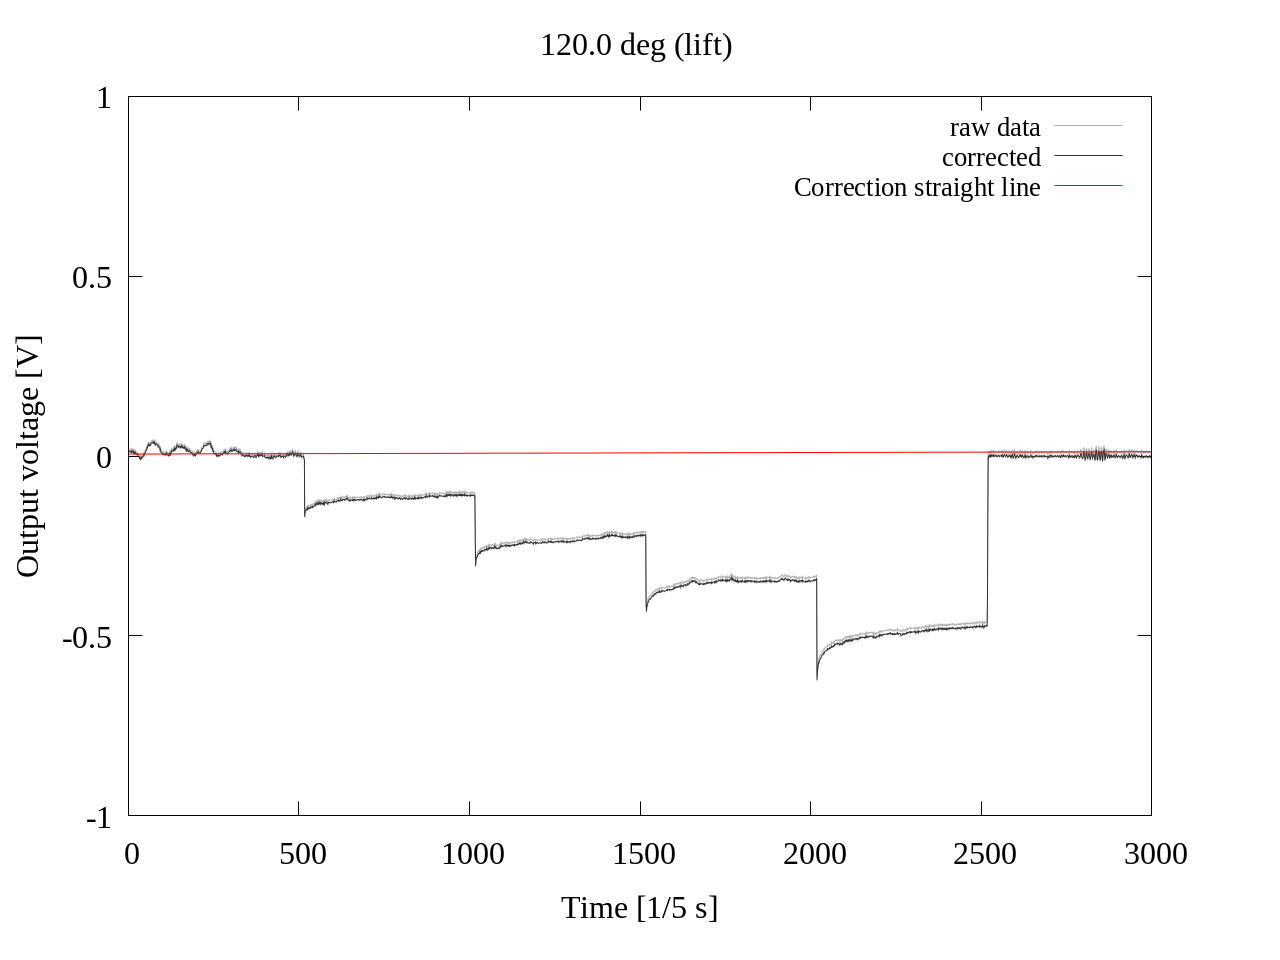 120.0 deg (lift)
raw data
corrected
Correction straight line
1
0.5
0
-0.5
-1
Output voltage [V]
0 500 1000 1500 2000 2500 3000
Time [1/5 s]